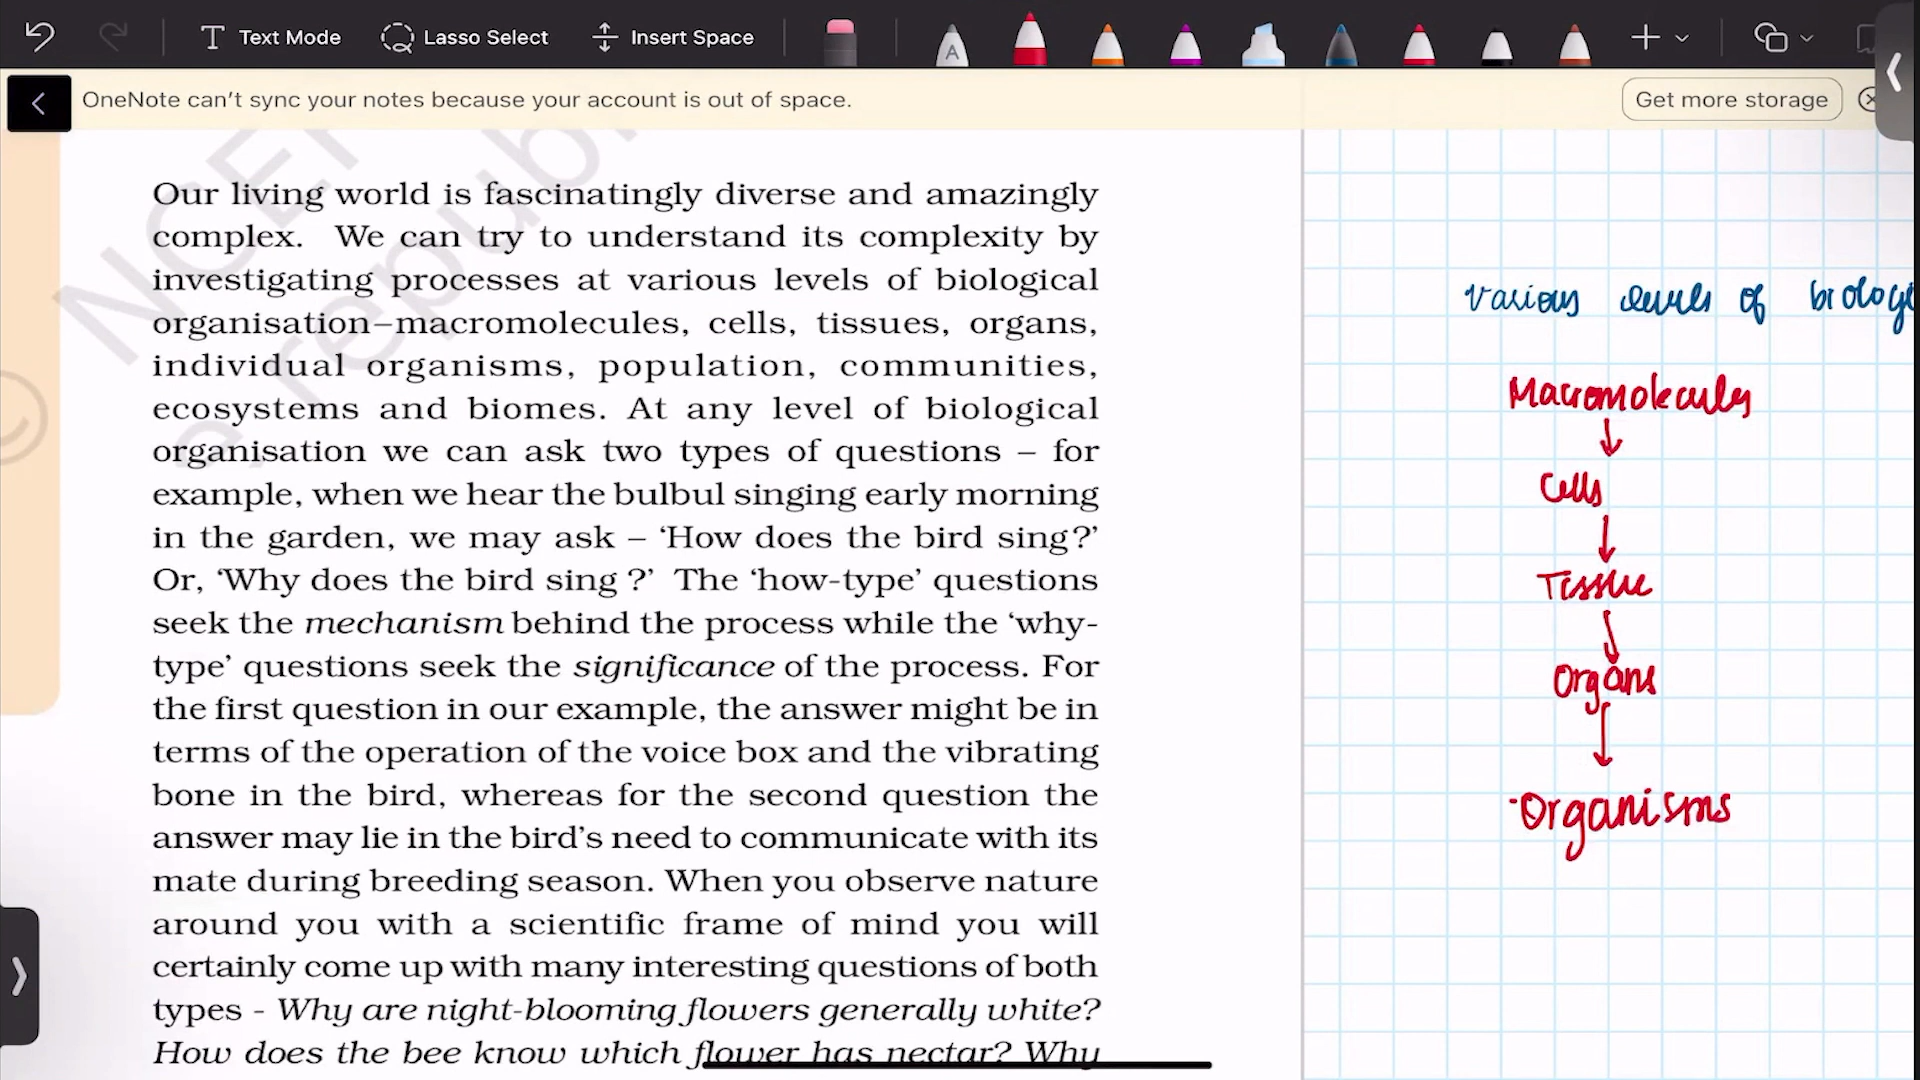 Text Mode Lasso Select Insert Space
A
OneNote can't sync your notes because your account is out of space.
Get more storage
Our living world is fascinatingly diverse and amazingly
complex. We can try to understand its complexity by
investigating processes at various levels of biological
organisation–macromolecules, cells, tissues, organs,
individual organisms, population, communities,
ecosystems and biomes. At any level of biological
organisation we can ask two types of questions – for
example, when we hear the bulbul singing early morning
in the garden, we may ask – ‘How does the bird sing?’
Or, ‘Why does the bird sing ?’ The ‘how-type’ questions
seek the mechanism behind the process while the ‘why-
type’ questions seek the significance of the process. For
the first question in our example, the answer might be in
terms of the operation of the voice box and the vibrating
bone in the bird, whereas for the second question the
answer may lie in the bird’s need to communicate with its
mate during breeding season. When you observe nature
around you with a scientific frame of mind you will
certainly come up with many interesting questions of both
types - Why are night-blooming flowers generally white?
How does the bee know which flower has nectar? Why
various levels of
Macromolecules
Cells
Tissue
Organs
Organisms